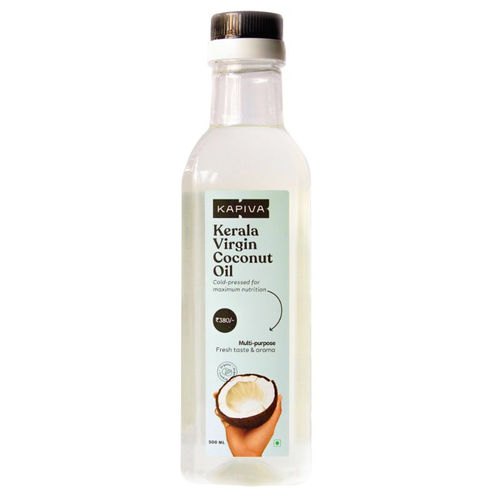 KAPIVA
Kerala
Virgin
Coconut
Oil
Cold-pressed for
maximum nutrition
₹380/-
Multi-purpose
Fresh taste & aroma
500 ML